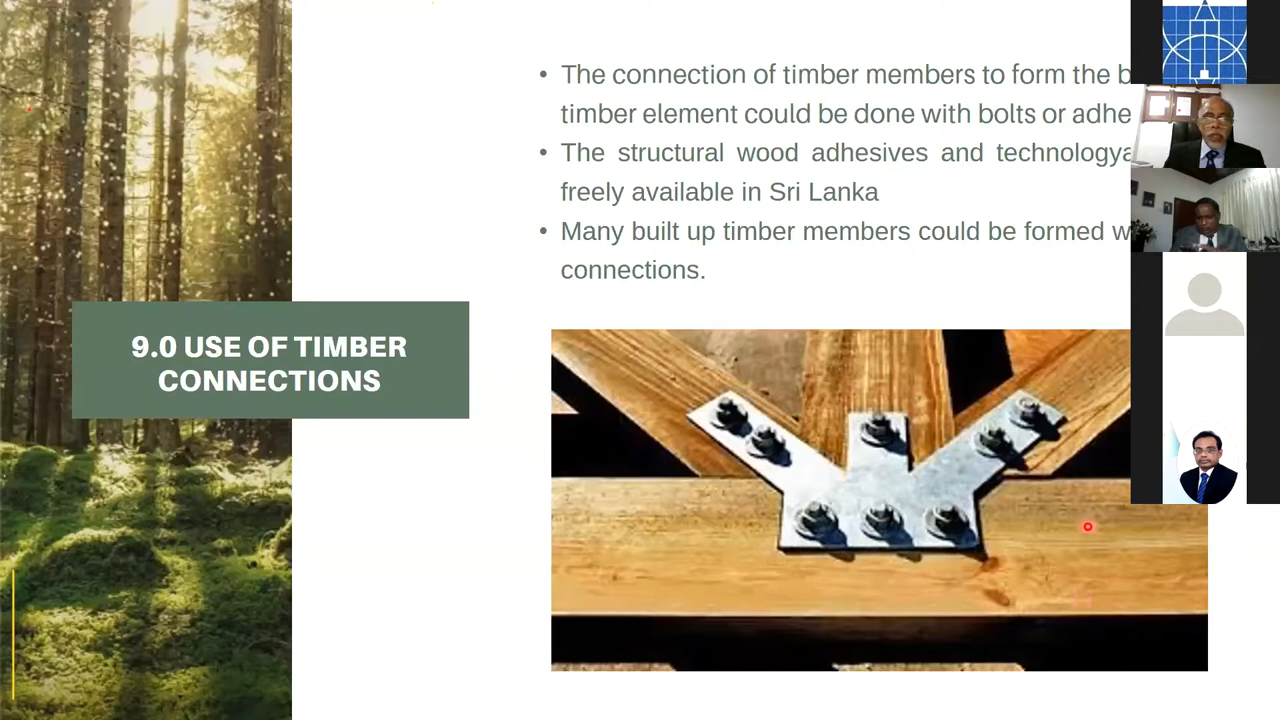 • The connection of timber members to form the
timber element could be done with bolts or
• The structural wood adhesives and technology
freely available in Sri Lanka
• Many built up timber members could be formed
connections.
9.0 USE OF TIMBER
CONNECTIONS